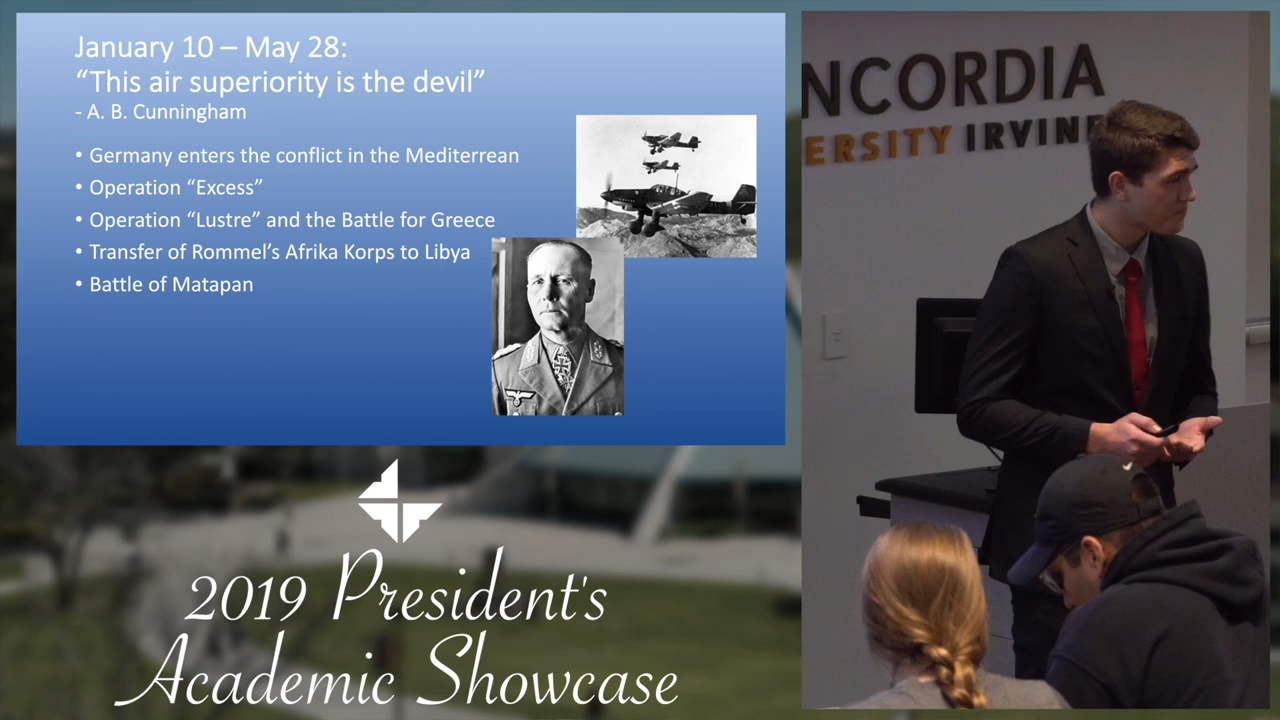 January 10 – May 28:
“This air superiority is the devil”
- A. B. Cunningham
• Germany enters the conflict in the Mediterrean
• Operation “Excess”
• Operation “Lustre” and the Battle for Greece
• Transfer of Rommel’s Afrika Korps to Libya
• Battle of Matapan
NCORDIA
ERSITY IRVINE
2019 President's
Academic Showcase